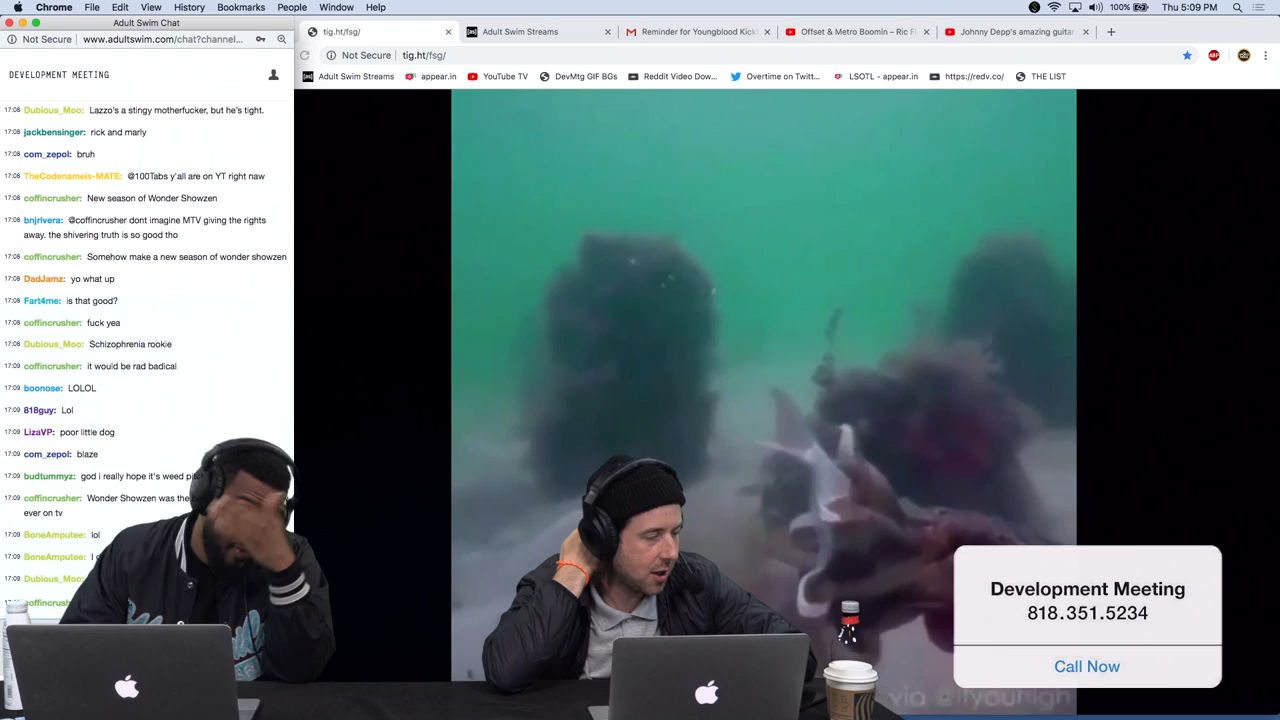 Chrome File Edit View History Bookmarks People Window Help 100% Thu 5:09 PM
Adult Swim Chat
Not Secure www.adultswim.com/chat?channel...
DEVELOPMENT MEETING
17:08 Dubious_Moo: Lazzo's a stingy motherfucker, but he's tight.
17:08 jackbensinger: rick and marly
17:08 com_zepol: bruh
17:08 TheCodenameis-MATE: @100Tabs y'all are on YT right naw
17:08 coffincrusher: New season of Wonder Showzen
17:08 bnjrivera: @coffincrusher dont imagine MTV giving the rights
away. the shivering truth is so good tho
17:08 coffincrusher: Somehow make a new season of wonder showzen
17:08 DadJamz: yo what up
17:08 Fart4me: is that good?
17:08 coffincrusher: fuck yea
17:08 Dubious_Moo: Schizophrenia rookie
17:09 coffincrusher: it would be rad badical
17:09 boonose: LOLOL
17:09 818guy: Lol
17:09 LizaVP: poor little dog
17:09 com_zepol: blaze
17:09 budtummyz: god i really hope it's weed
17:09 coffincrusher: Wonder Showzen was the
ever on tv
17:09 BoneAmputee: lol
17:09 BoneAmputee: I
17:09 Dubious_Moo:
coffincrush
tig.ht/fsg/ Adult Swim Streams Reminder for Youngblood Kick Offset & Metro Boomin – Ric Fl Johnny Depp's amazing guitar
Not Secure tig.ht/fsg/ ABP
Adult Swim Streams appear.in YouTube TV DevMtg GIF BGs Reddit Video Dow... Overtime on Twitt... LSOTL - appear.in https://redv.co/ THE LIST
Development Meeting
818.351.5234
Call Now
via